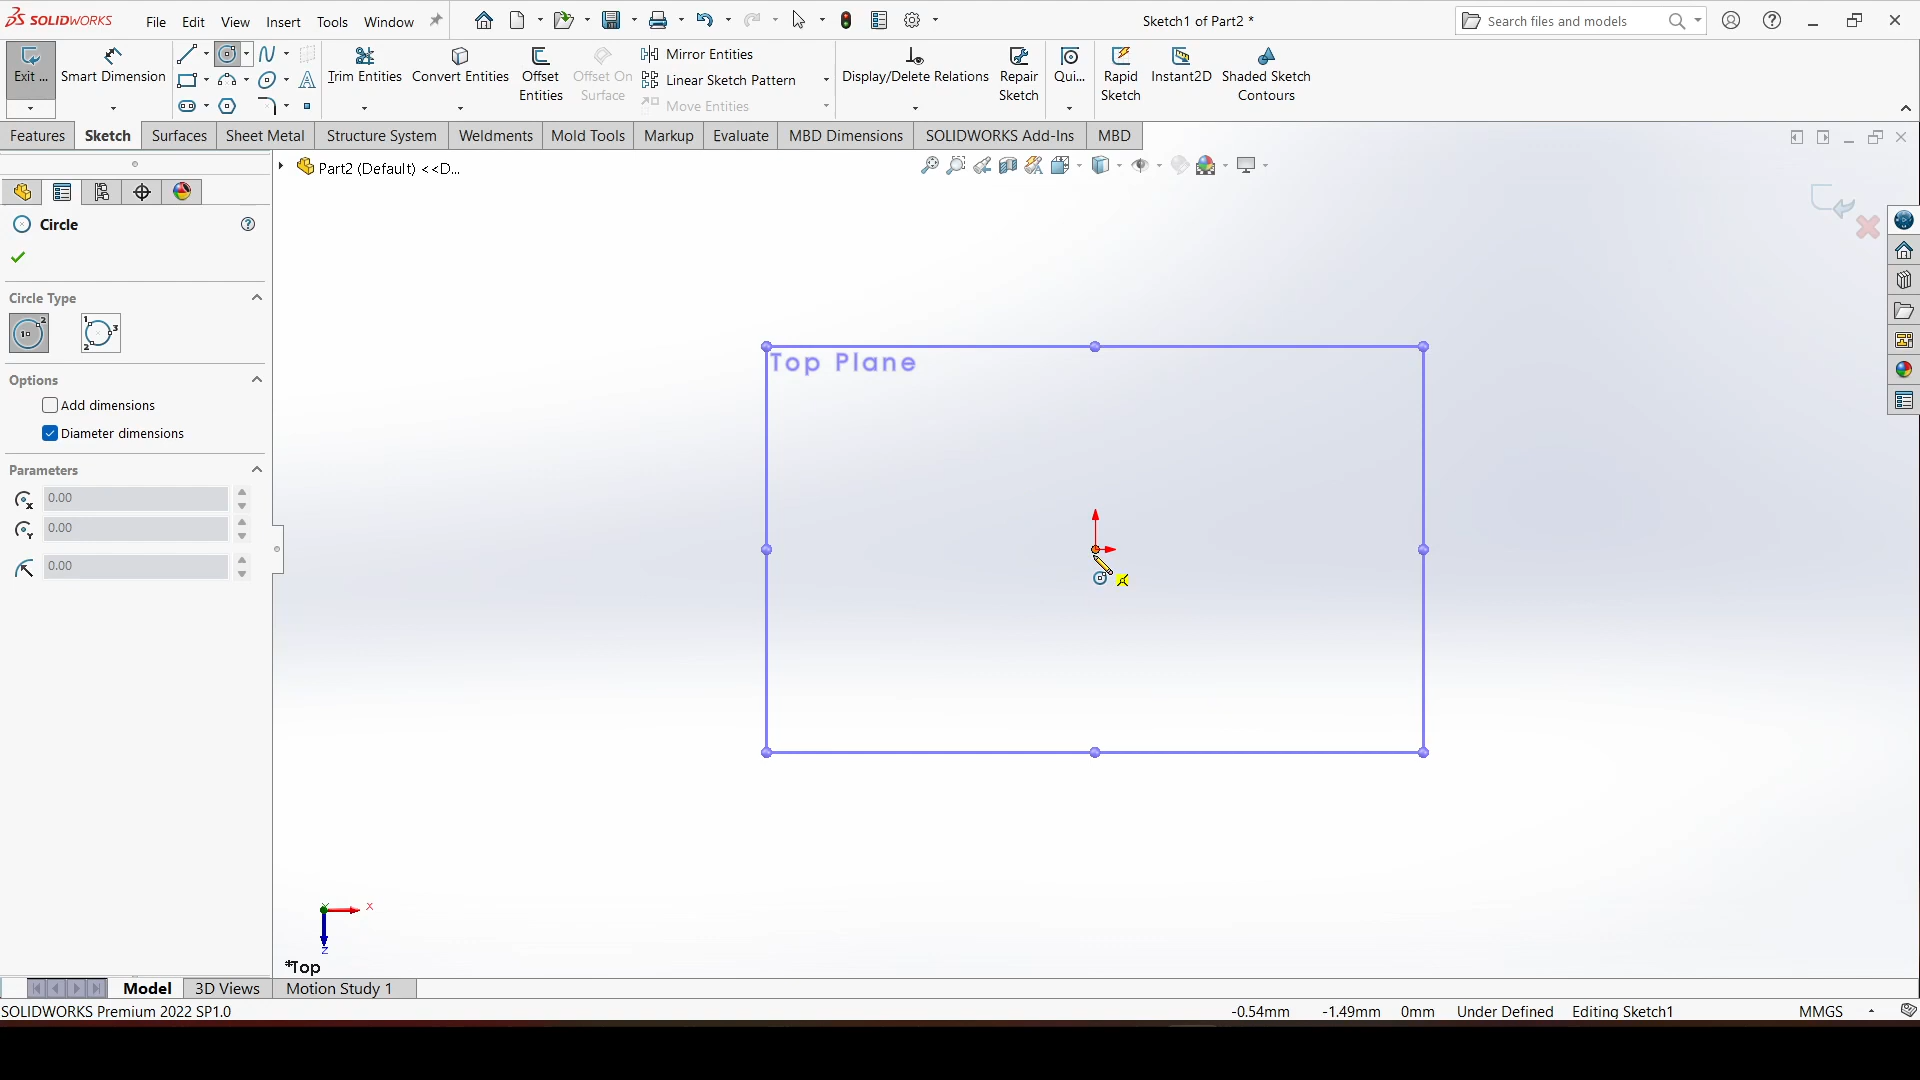 SOLIDWORKS File Edit View Insert Tools Window Sketch1 of Part2 * Search files and models
Exit ... Smart Dimension Trim Entities Convert Entities Offset Entities Offset On Surface Mirror Entities Linear Sketch Pattern Move Entities Display/Delete Relations Repair Sketch Qui... Rapid Sketch Instant2D Shaded Sketch Contours
Features Sketch Surfaces Sheet Metal Structure System Weldments Mold Tools Markup Evaluate MBD Dimensions SOLIDWORKS Add-Ins MBD
Part2 (Default) <<D...
Circle
Circle Type
Options
Add dimensions
Diameter dimensions
Parameters
0.00
0.00
0.00
Top Plane
X
Z
*Top
Model 3D Views Motion Study 1
SOLIDWORKS Premium 2022 SP1.0 -0.54mm -1.49mm 0mm Under Defined Editing Sketch1 MMGS